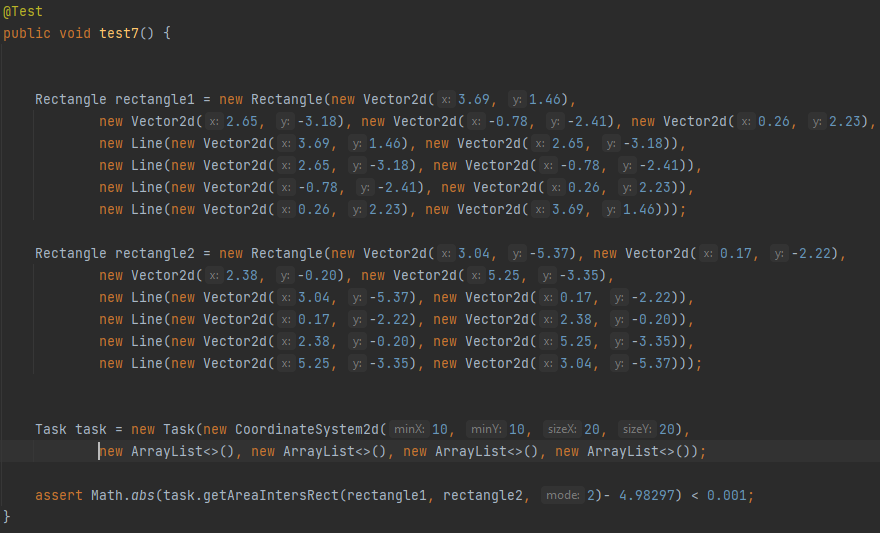 @Test
public void test7() {
Rectangle rectangle1 = new Rectangle(new Vector2d( x: 3.69, y: 1.46),
new Vector2d( x: 2.65, y: -3.18), new Vector2d( x: -0.78, y: -2.41), new Vector2d( x: 0.26, y: 2.23),
new Line(new Vector2d( x: 3.69, y: 1.46), new Vector2d( x: 2.65, y: -3.18)),
new Line(new Vector2d( x: 2.65, y: -3.18), new Vector2d( x: -0.78, y: -2.41)),
new Line(new Vector2d( x: -0.78, y: -2.41), new Vector2d( x: 0.26, y: 2.23)),
new Line(new Vector2d( x: 0.26, y: 2.23), new Vector2d( x: 3.69, y: 1.46)));
Rectangle rectangle2 = new Rectangle(new Vector2d( x: 3.04, y: -5.37), new Vector2d( x: 0.17, y: -2.22),
new Vector2d( x: 2.38, y: -0.20), new Vector2d( x: 5.25, y: -3.35),
new Line(new Vector2d( x: 3.04, y: -5.37), new Vector2d( x: 0.17, y: -2.22)),
new Line(new Vector2d( x: 0.17, y: -2.22), new Vector2d( x: 2.38, y: -0.20)),
new Line(new Vector2d( x: 2.38, y: -0.20), new Vector2d( x: 5.25, y: -3.35)),
new Line(new Vector2d( x: 5.25, y: -3.35), new Vector2d( x: 3.04, y: -5.37)));
Task task = new Task(new CoordinateSystem2d( minX: 10, minY: 10, sizeX: 20, sizeY: 20),
new ArrayList<>(), new ArrayList<>(), new ArrayList<>(), new ArrayList<>());
assert Math.abs(task.getAreaIntersRect(rectangle1, rectangle2, mode: 2)- 4.98297) < 0.001;
}